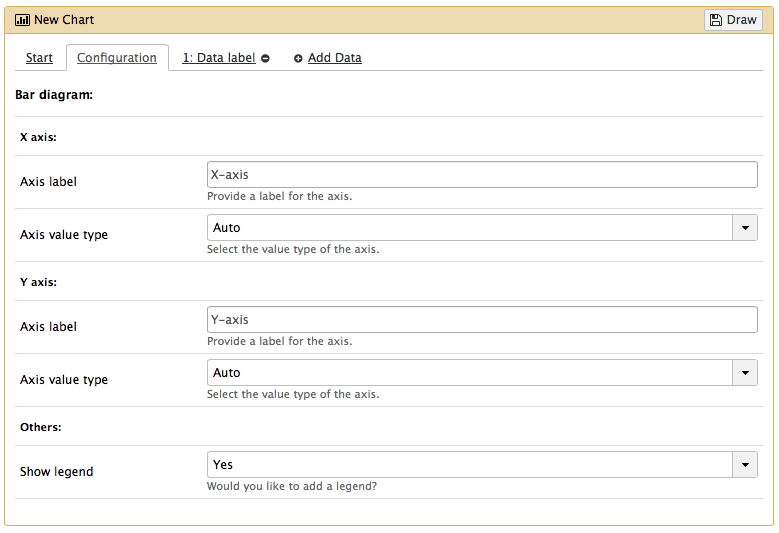 New Chart
Draw
Start Configuration 1: Data label Add Data
Bar diagram:
X axis:
Axis label
X-axis
Provide a label for the axis.
Axis value type
Auto
Select the value type of the axis.
Y axis:
Axis label
Y-axis
Provide a label for the axis.
Axis value type
Auto
Select the value type of the axis.
Others:
Show legend
Yes
Would you like to add a legend?